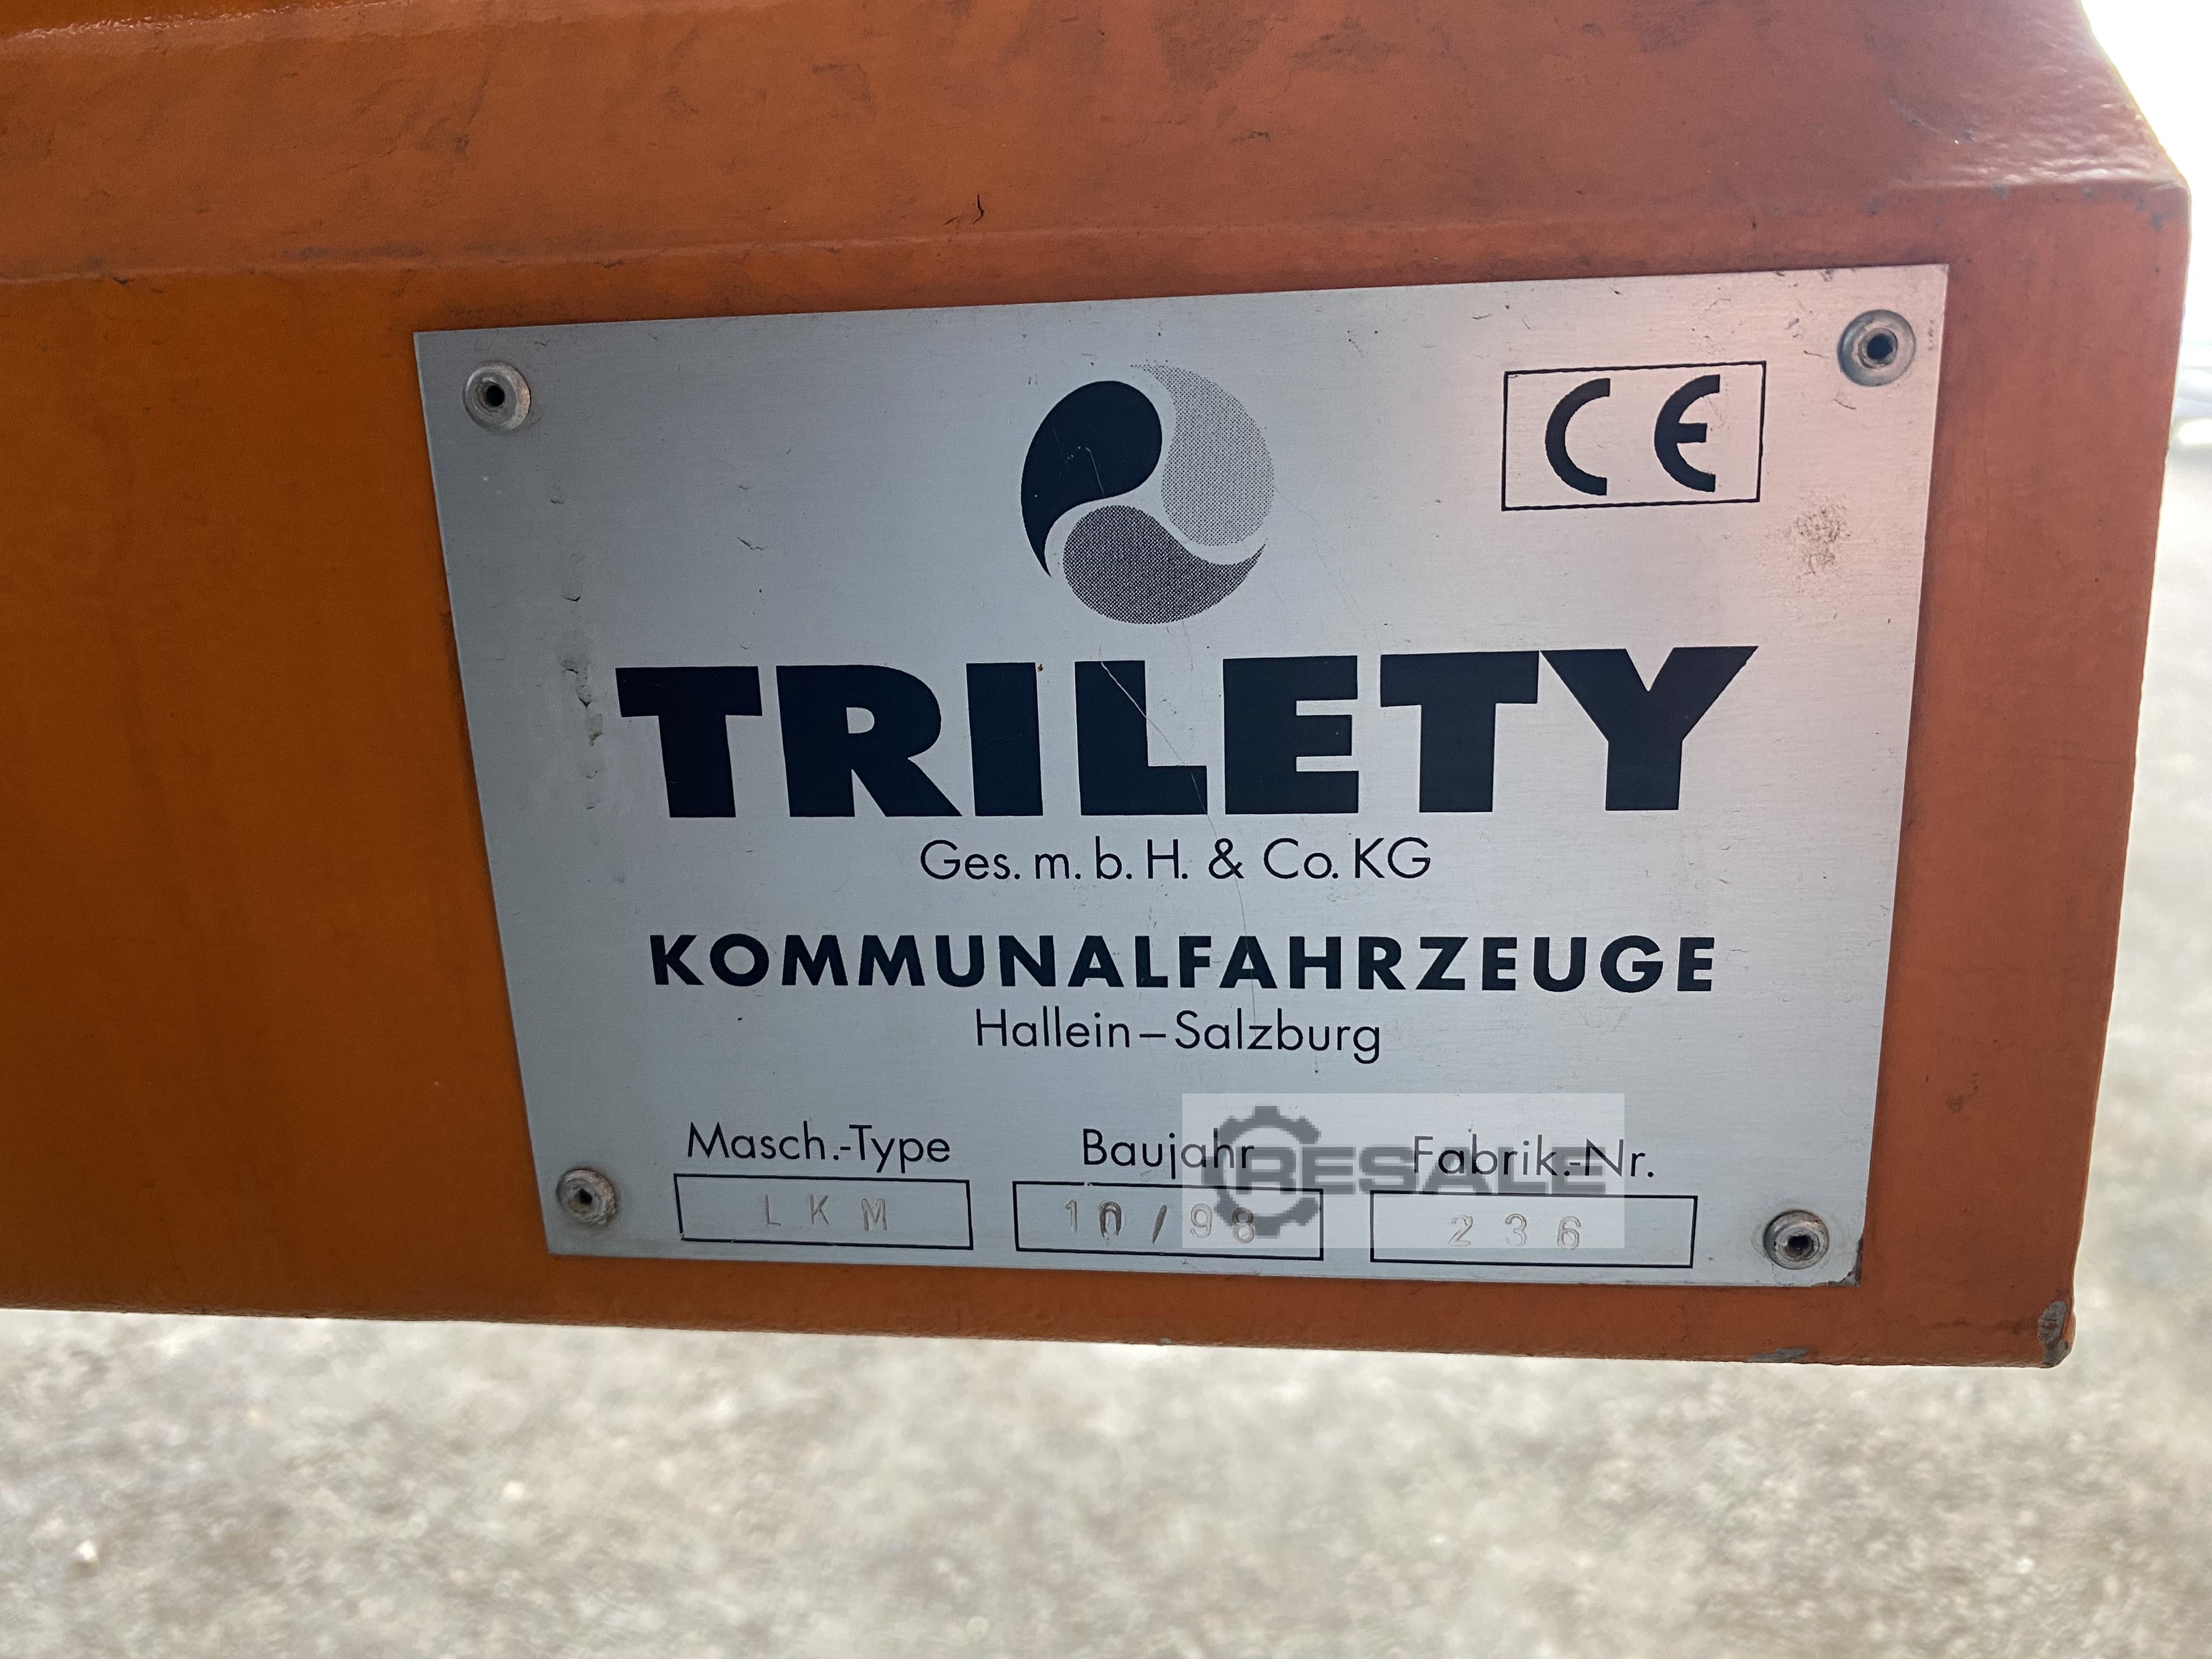 CE
TRILETY
Ges. m. b. H. & Co. KG
KOMMUNALFAHRZEUGE
Hallein–Salzburg
Masch.-Type Baujahr Fabrik.-Nr.
LKM 10/98 236
RESALE